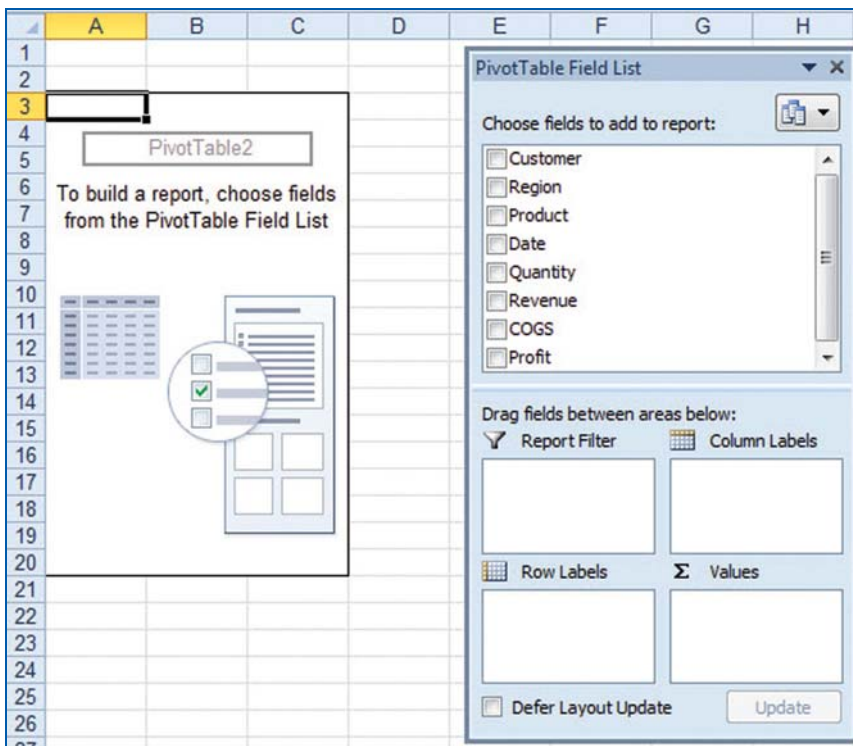 A B C D E F G H
1
2
3
4
5
6
7
8
9
10
11
12
13
14
15
16
17
18
19
20
21
22
23
24
25
26
27
PivotTable2
To build a report, choose fields
from the PivotTable Field List
PivotTable Field List
Choose fields to add to report:
Customer
Region
Product
Date
Quantity
Revenue
COGS
Profit
Drag fields between areas below:
Report Filter
Column Labels
Row Labels
Σ Values
Defer Layout Update
Update